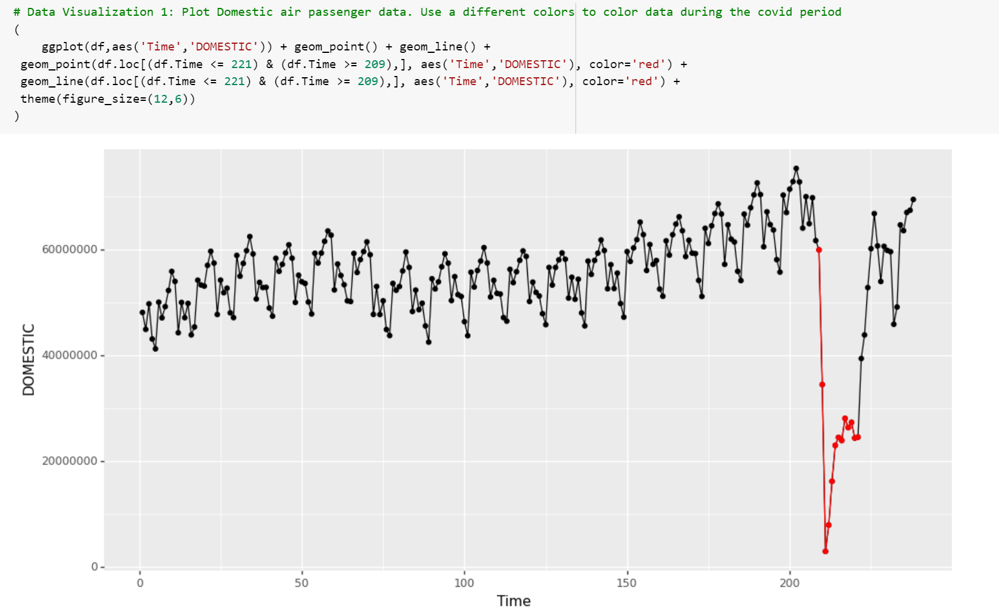 # Data Visualization 1: Plot Domestic air passenger data. Use a different colors to color data during the covid period
(
    ggplot(df,aes('Time','DOMESTIC')) + geom_point() + geom_line() +
 geom_point(df.loc[(df.Time <= 221) & (df.Time >= 209),], aes('Time','DOMESTIC'), color='red') +
 geom_line(df.loc[(df.Time <= 221) & (df.Time >= 209),], aes('Time','DOMESTIC'), color='red') +
 theme(figure_size=(12,6))
)
60000000
40000000
20000000
0
DOMESTIC
0 50 100 150 200
Time